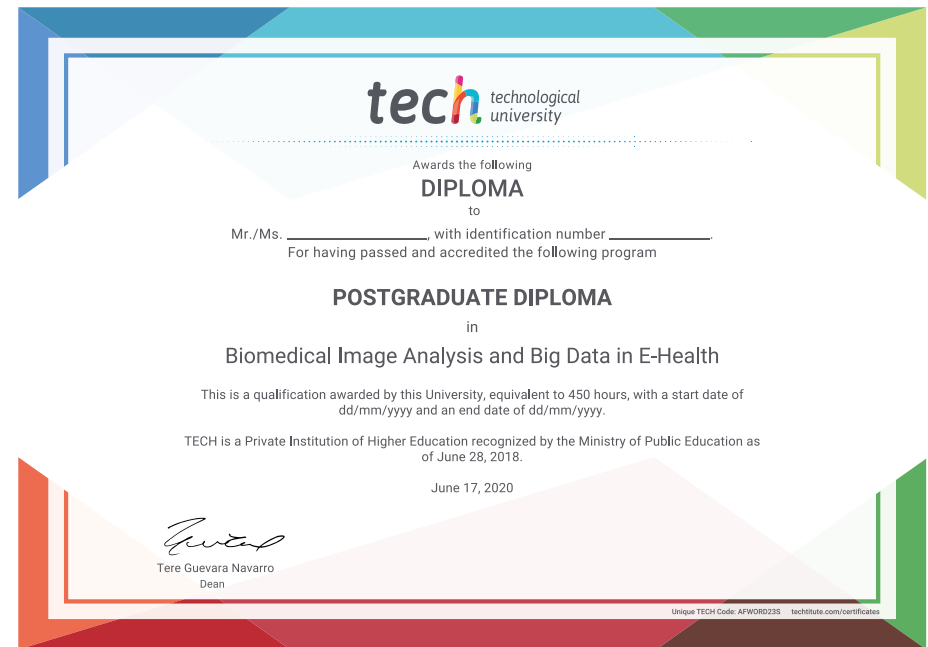 tech technological
university
Awards the following
DIPLOMA
to
Mr./Ms. ____________________, with identification number ______________.
For having passed and accredited the following program
POSTGRADUATE DIPLOMA
in
Biomedical Image Analysis and Big Data in E-Health
This is a qualification awarded by this University, equivalent to 450 hours, with a start date of
dd/mm/yyyy and an end date of dd/mm/yyyy.
TECH is a Private Institution of Higher Education recognized by the Ministry of Public Education as
of June 28, 2018.
June 17, 2020
Tere Guevara Navarro
Dean
Unique TECH Code: AFWORD23S techtitute.com/certificates